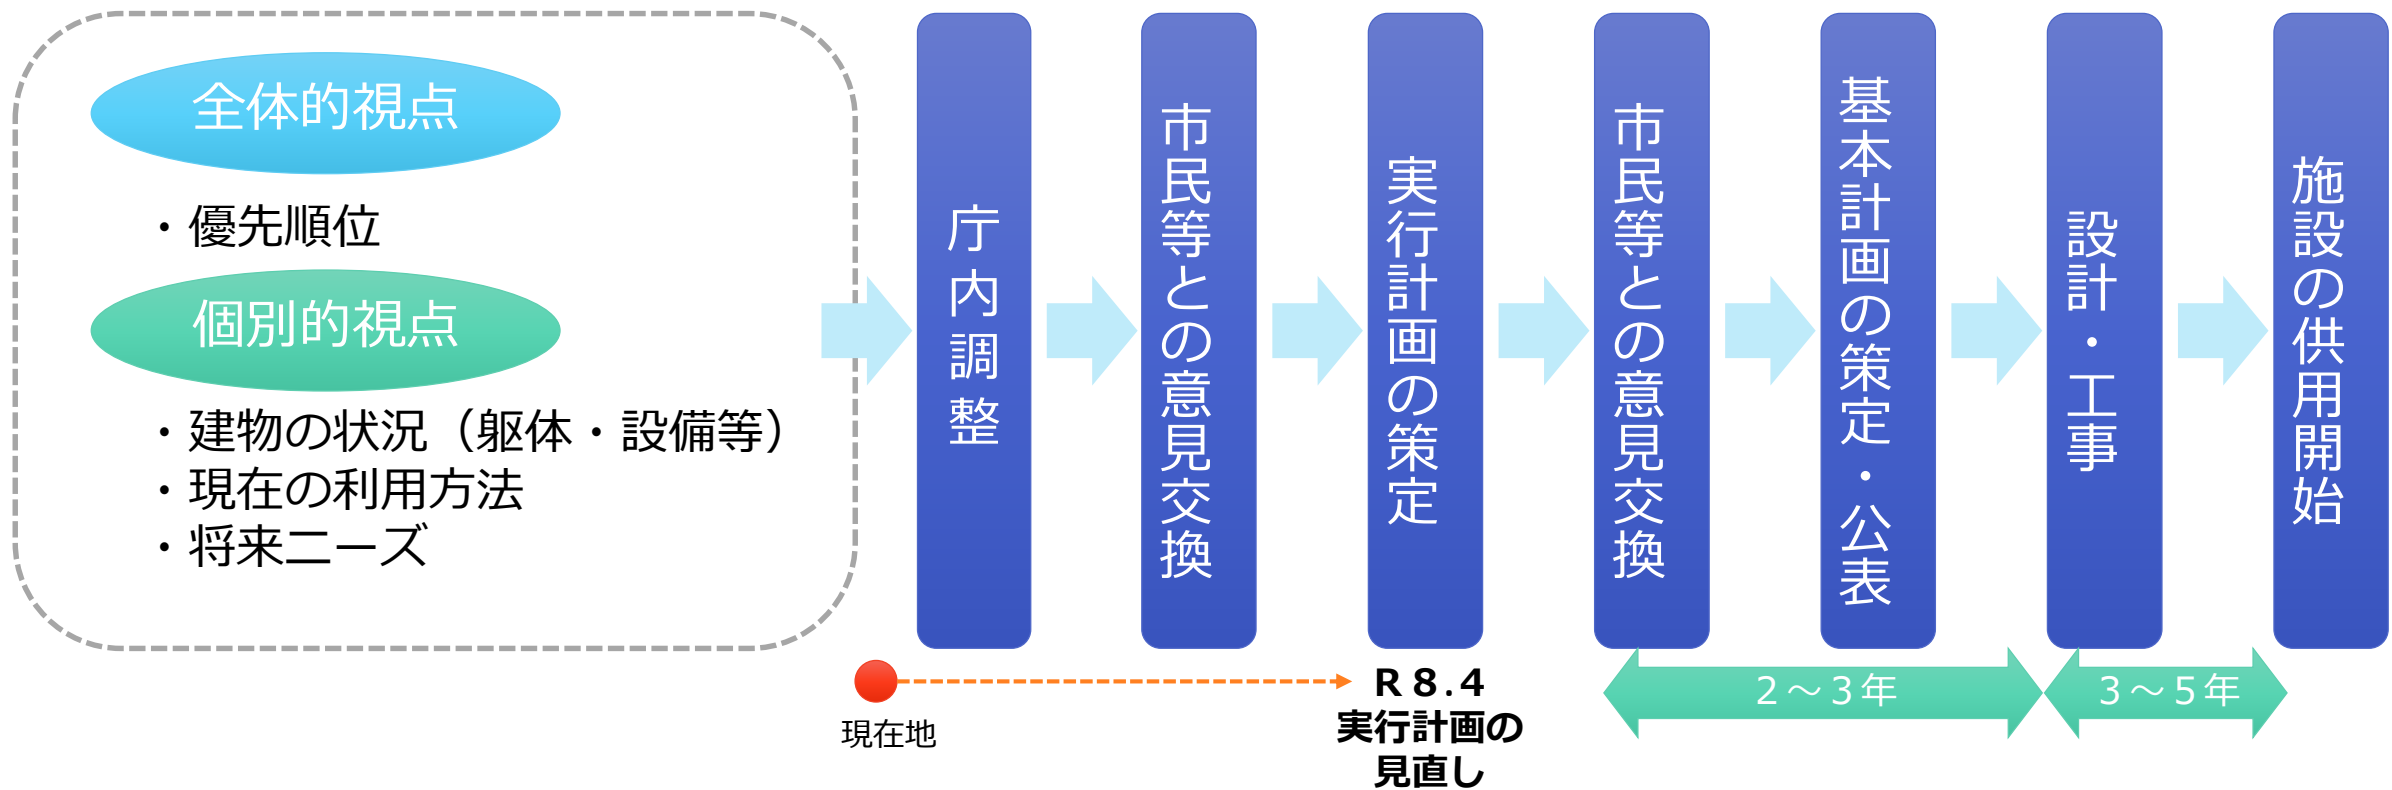 全体的視点
・優先順位
個別的視点
・建物の状況（躯体・設備等）
・現在の利用方法
・将来ニーズ
庁内調整
市民等との意見交換
実行計画の策定
市民等との意見交換
基本計画の策定・公表
設計・工事
施設の供用開始
現在地
Ｒ８.４
実行計画の
見直し
２～３年
３～５年